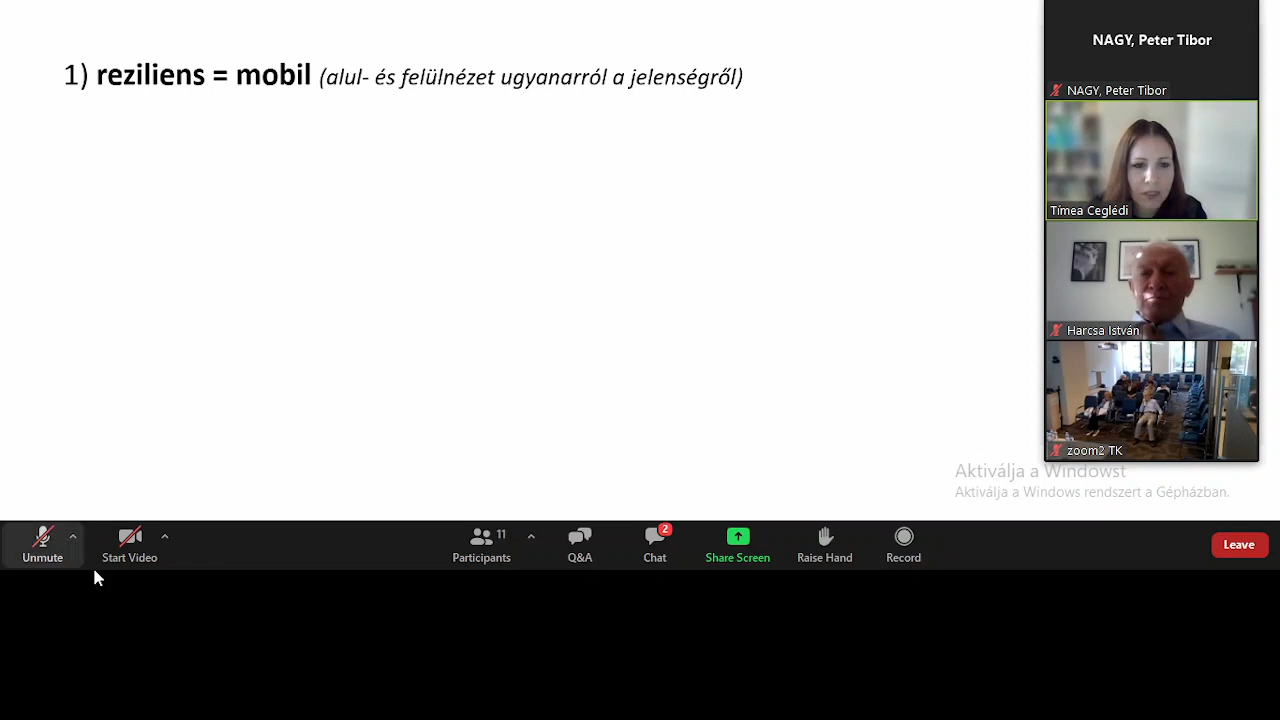 1) reziliens = mobil (alul- és felülnézet ugyanarról a jelenségről)
NAGY, Peter Tibor
NAGY, Peter Tibor
Tímea Ceglédi
Harcsa István
zoom2 TK
Aktiválja a Windowst
Aktiválja a Windows rendszert a Gépházban.
Unmute
Start Video
11
Participants
Q&A
2
Chat
Share Screen
Raise Hand
Record
Leave